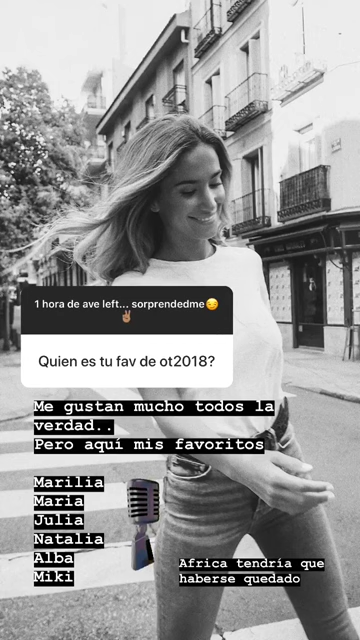 1 hora de ave left... sorprendedme😏
✌🏽
Quien es tu fav de ot2018?
Me gustan mucho todos la
verdad..
Pero aquí mis favoritos
Marilia
Maria
Julia
Natalia
Alba
Miki
Africa tendría que
haberse quedado